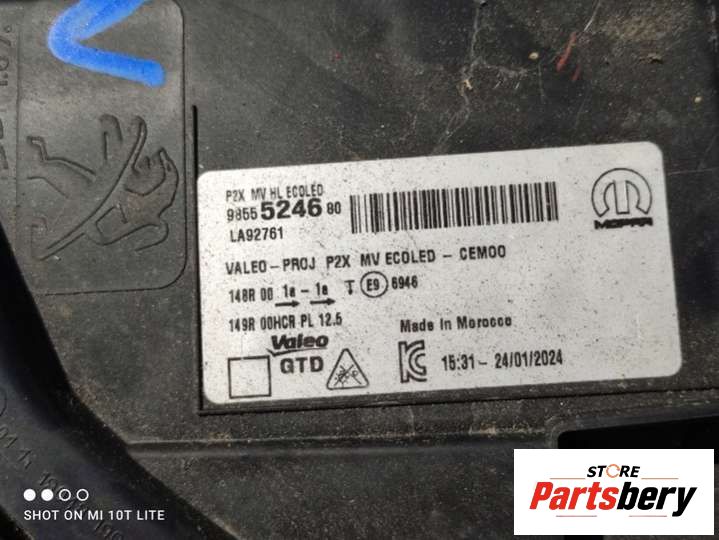 P2X MV HL ECOLED
98555246 80
LA92761
MOPAR
VALEO-PROJ P2X MV ECOLED - CEMOO
148R 00 1a - 1a T E9 6946
149R 00HCR PL 12.5
Made In Morocco
Valeo
GTD
15:31 - 24/01/2024
SHOT ON MI 10T LITE
STORE
Partsbery